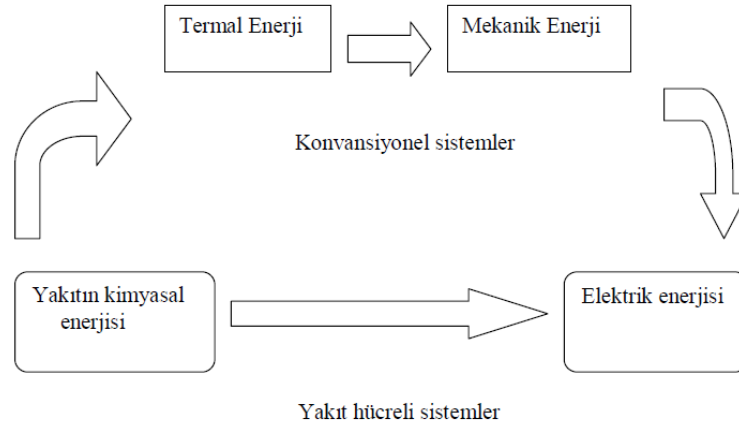 Termal Enerji
Mekanik Enerji
Konvansiyonel sistemler
Yakıtın kimyasal
enerjisi
Elektrik enerjisi
Yakıt hücreli sistemler